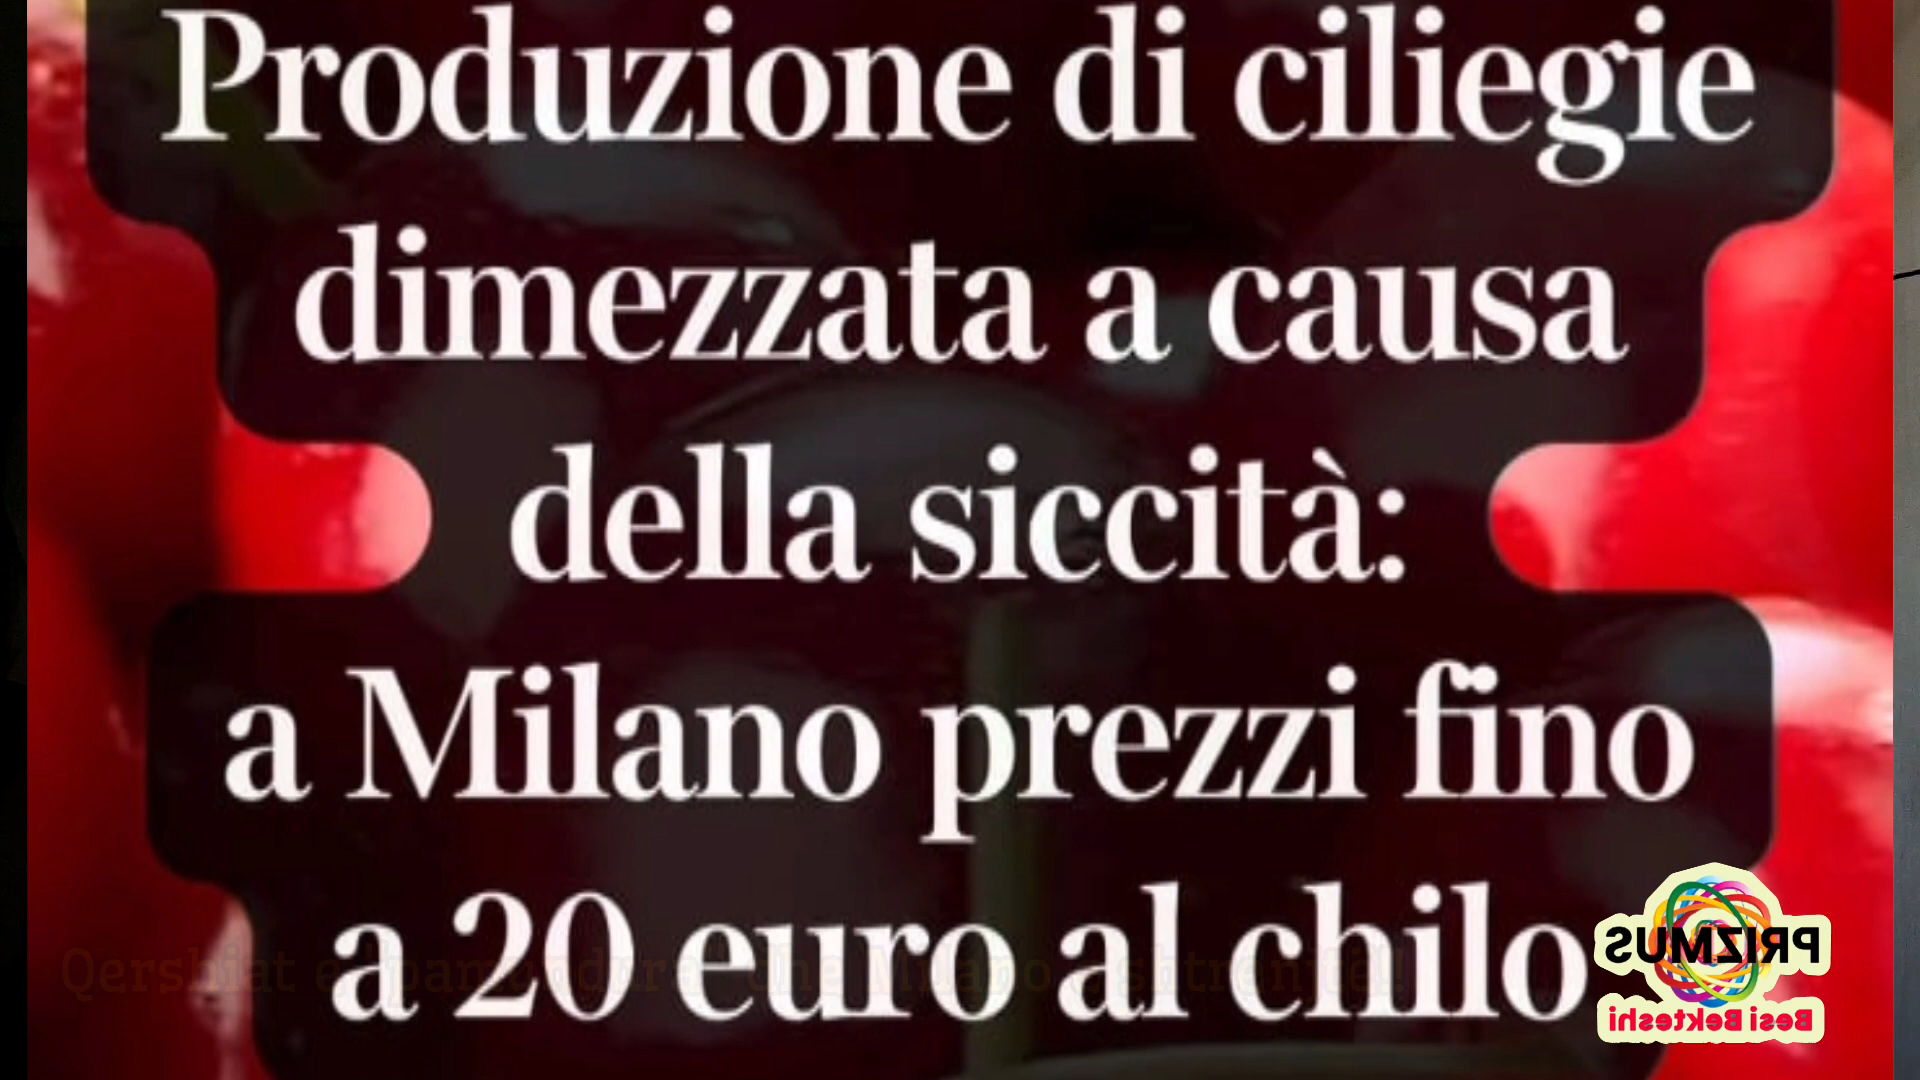 Produzione di ciliegie
dimezzata a causa
della siccità:
a Milano prezzi fino
a 20 euro al chilo
PRIZMUS
Besi Bekteshi